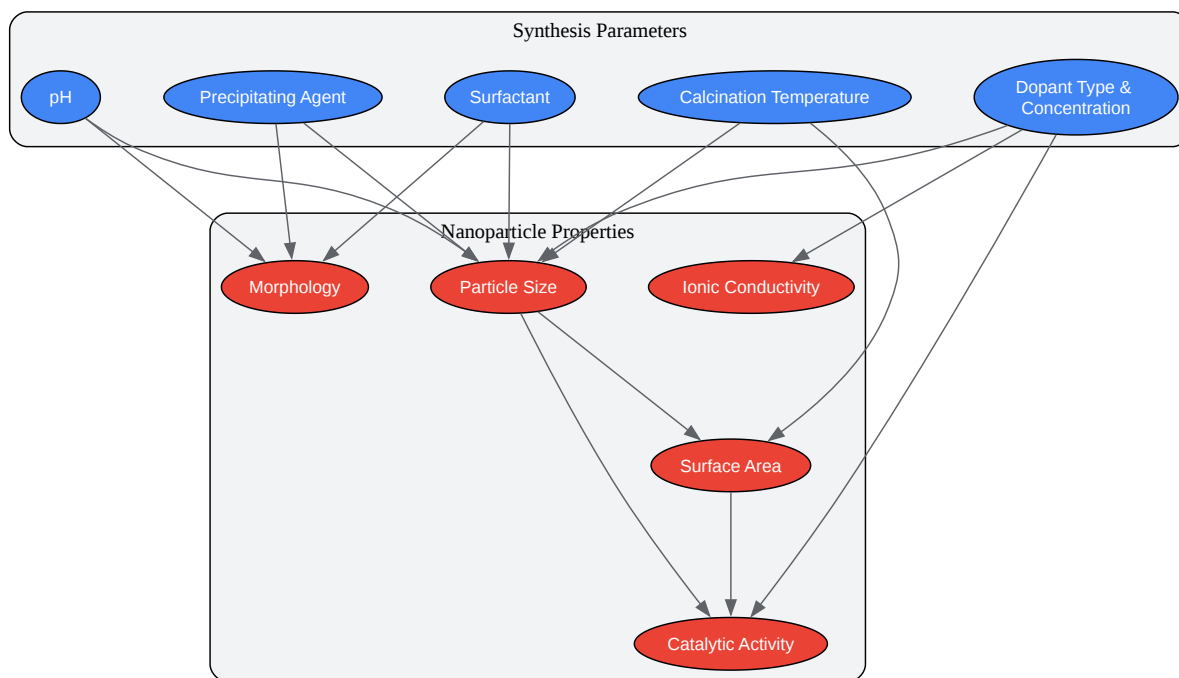 Synthesis Parameters
pH
Precipitating Agent
Surfactant
Calcination Temperature
Dopant Type &
Concentration
Nanoparticle Properties
Morphology
Particle Size
Ionic Conductivity
Surface Area
Catalytic Activity